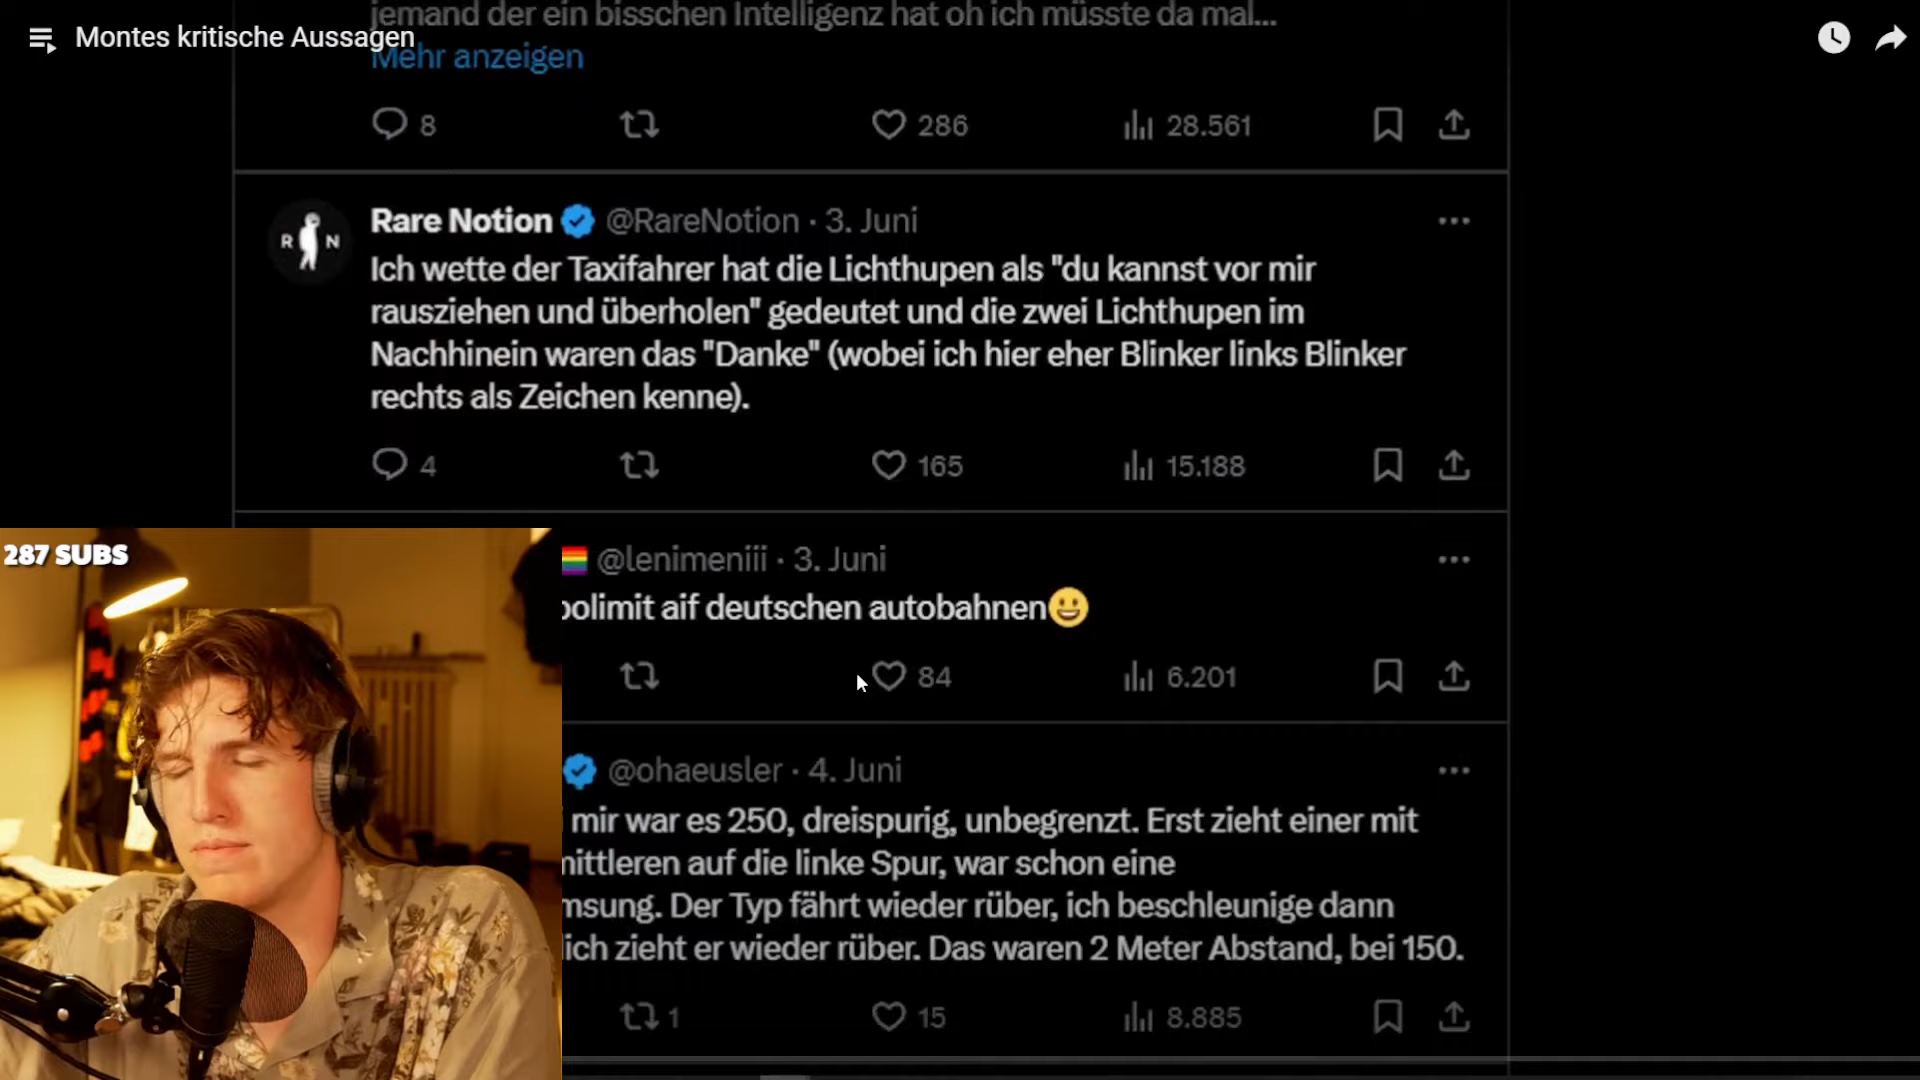 jemand der ein bisschen Intelligenz hat oh ich müsste da mal...
Montes kritische Aussagen
Mehr anzeigen
8 286 28.561
R N
Rare Notion @RareNotion · 3. Juni
Ich wette der Taxifahrer hat die Lichthupen als "du kannst vor mir
rausziehen und überholen" gedeutet und die zwei Lichthupen im
Nachhinein waren das "Danke" (wobei ich hier eher Blinker links Blinker
rechts als Zeichen kenne).
4 165 15.188
287 SUBS
@lenimeniii · 3. Juni
polimit aif deutschen autobahnen😀
84 6.201
@ohaeusler · 4. Juni
mir war es 250, dreispurig, unbegrenzt. Erst zieht einer mit
mittleren auf die linke Spur, war schon eine
msung. Der Typ fährt wieder rüber, ich beschleunige dann
lich zieht er wieder rüber. Das waren 2 Meter Abstand, bei 150.
1 15 8.885